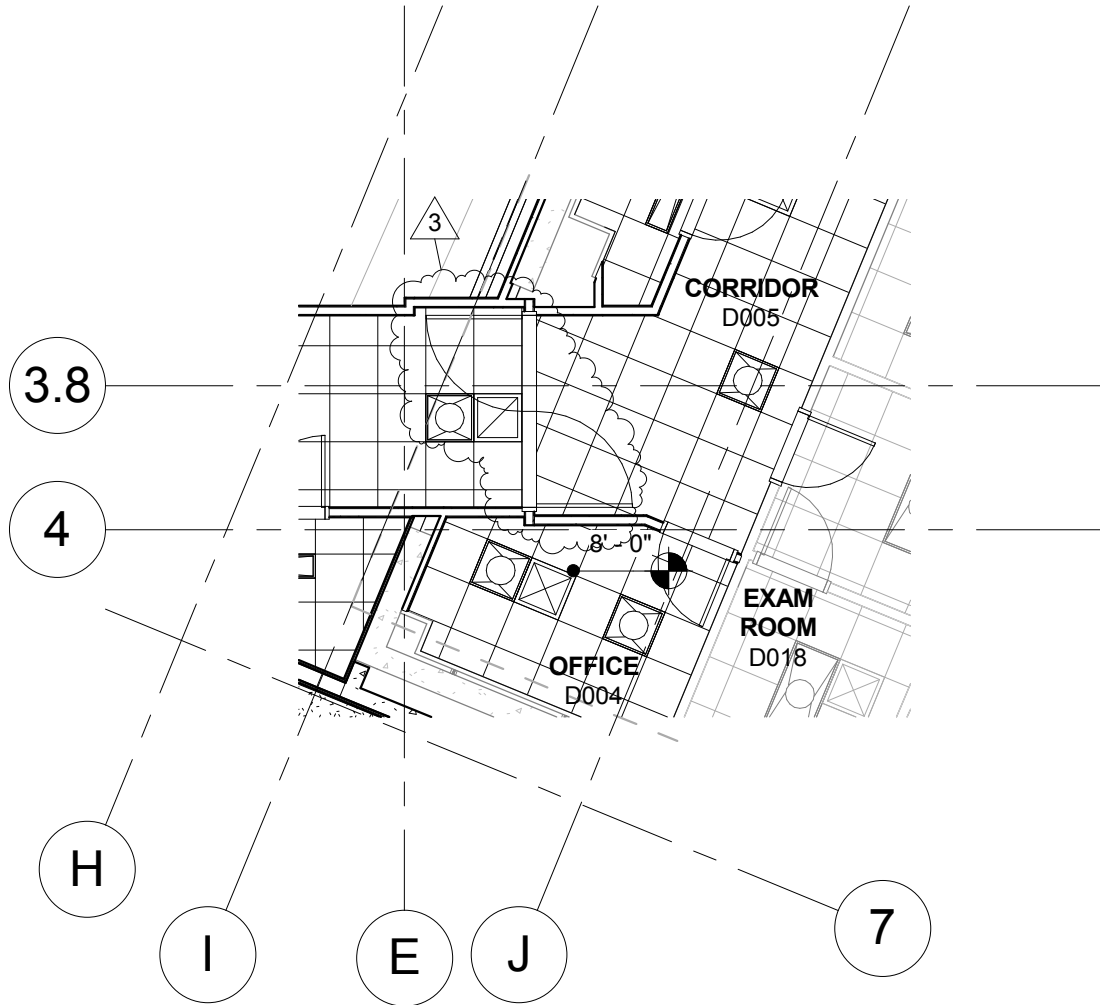 3
CORRIDOR
D005
3.8
4
8' - 0"
EXAM
ROOM
D018
OFFICE
D004
H
I
E
J
7